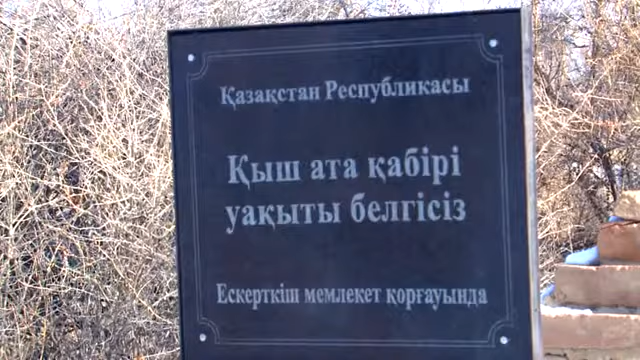 Қазақстан Республикасы
Қыш ата қабірі
уақыты белгісіз
Ескерткіш мемлекет қорғауында